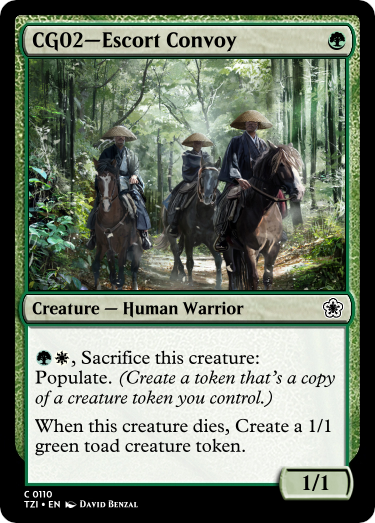 CG02—Escort Convoy
Creature — Human Warrior
, Sacrifice this creature:
Populate. (Create a token that's a copy
of a creature token you control.)
When this creature dies, Create a 1/1
green toad creature token.
1/1
C 0110
TZI • EN David Benzal